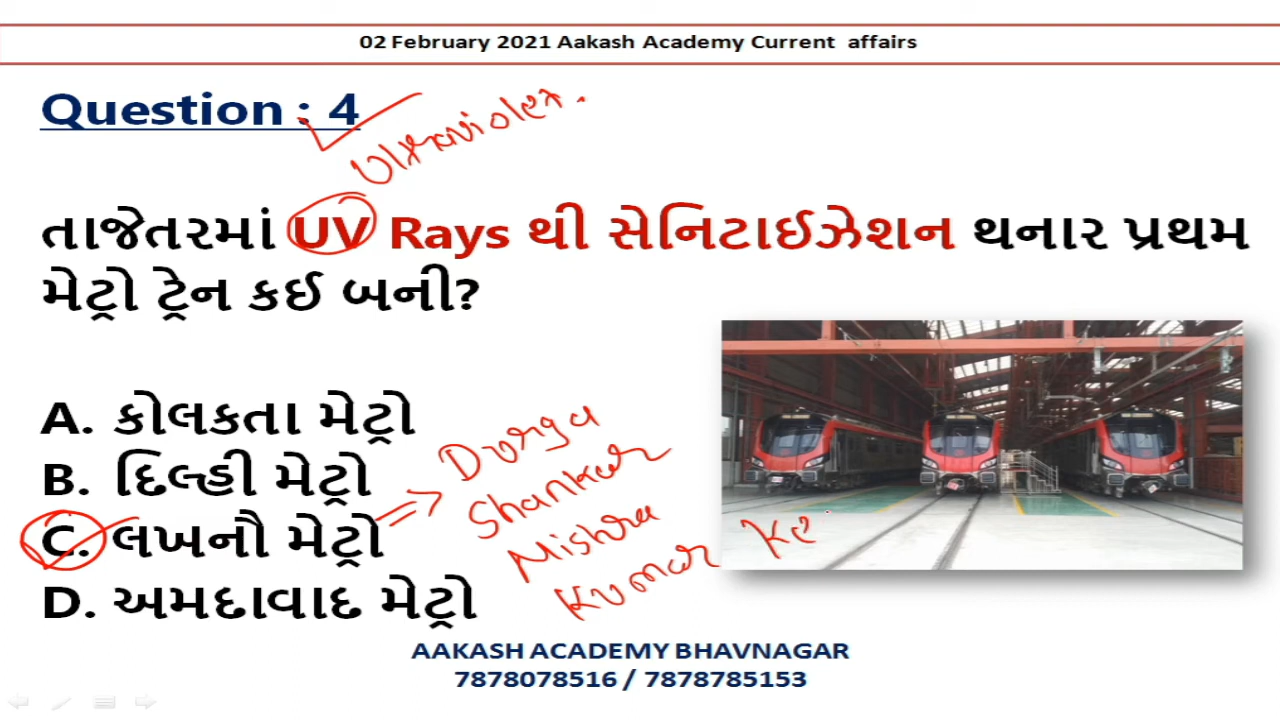 02 February 2021 Aakash Academy Current affairs
Question : 4
Ultraviolet.
તાજેતરમાં UV Rays થી સેનિટાઈઝેશન થનાર પ્રથમ
મેટ્રો ટ્રેન કઈ બની?
A. કોલકતા મેટ્રો
B. દિલ્હી મેટ્રો
C. લખનૌ મેટ્રો
D. અમદાવાદ મેટ્રો
Durga
Shankar
Mishra
Kumar Ke
AAKASH ACADEMY BHAVNAGAR
7878078516 / 7878785153